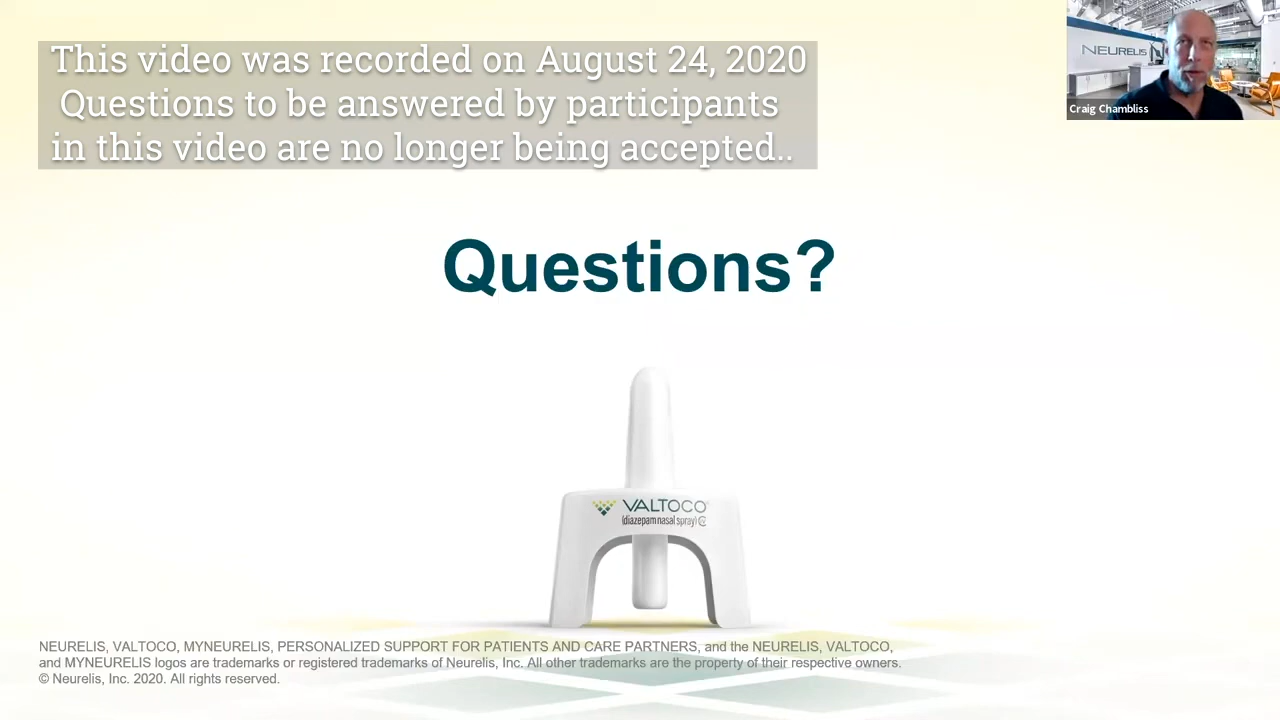 This video was recorded on August 24, 2020
Questions to be answered by participants
in this video are no longer being accepted..
NEURELIS
Craig Chambliss
Questions?
VALTOCO®
(diazepam nasal spray) CIV
NEURELIS, VALTOCO, MYNEURELIS, PERSONALIZED SUPPORT FOR PATIENTS AND CARE PARTNERS, and the NEURELIS, VALTOCO,
and MYNEURELIS logos are trademarks or registered trademarks of Neurelis, Inc. All other trademarks are the property of their respective owners.
© Neurelis, Inc. 2020. All rights reserved.